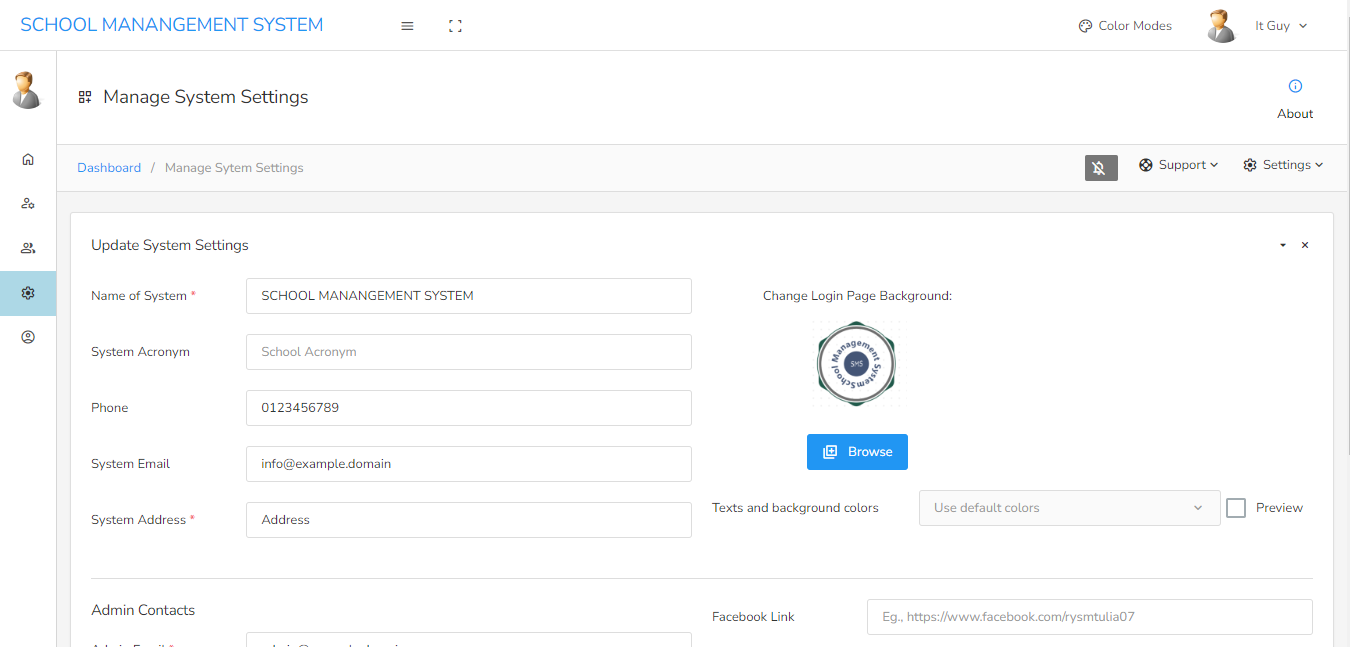 SCHOOL MANANGEMENT SYSTEM
Color Modes
It Guy
Manage System Settings
About
Dashboard / Manage Sytem Settings
Support
Settings
Update System Settings
Name of System *
SCHOOL MANANGEMENT SYSTEM
Change Login Page Background:
System Acronym
School Acronym
School Management System
SMS
Phone
0123456789
Browse
System Email
info@example.domain
Texts and background colors
Use default colors
Preview
System Address *
Address
Admin Contacts
Facebook Link
Eg., https://www.facebook.com/rysmtulia07